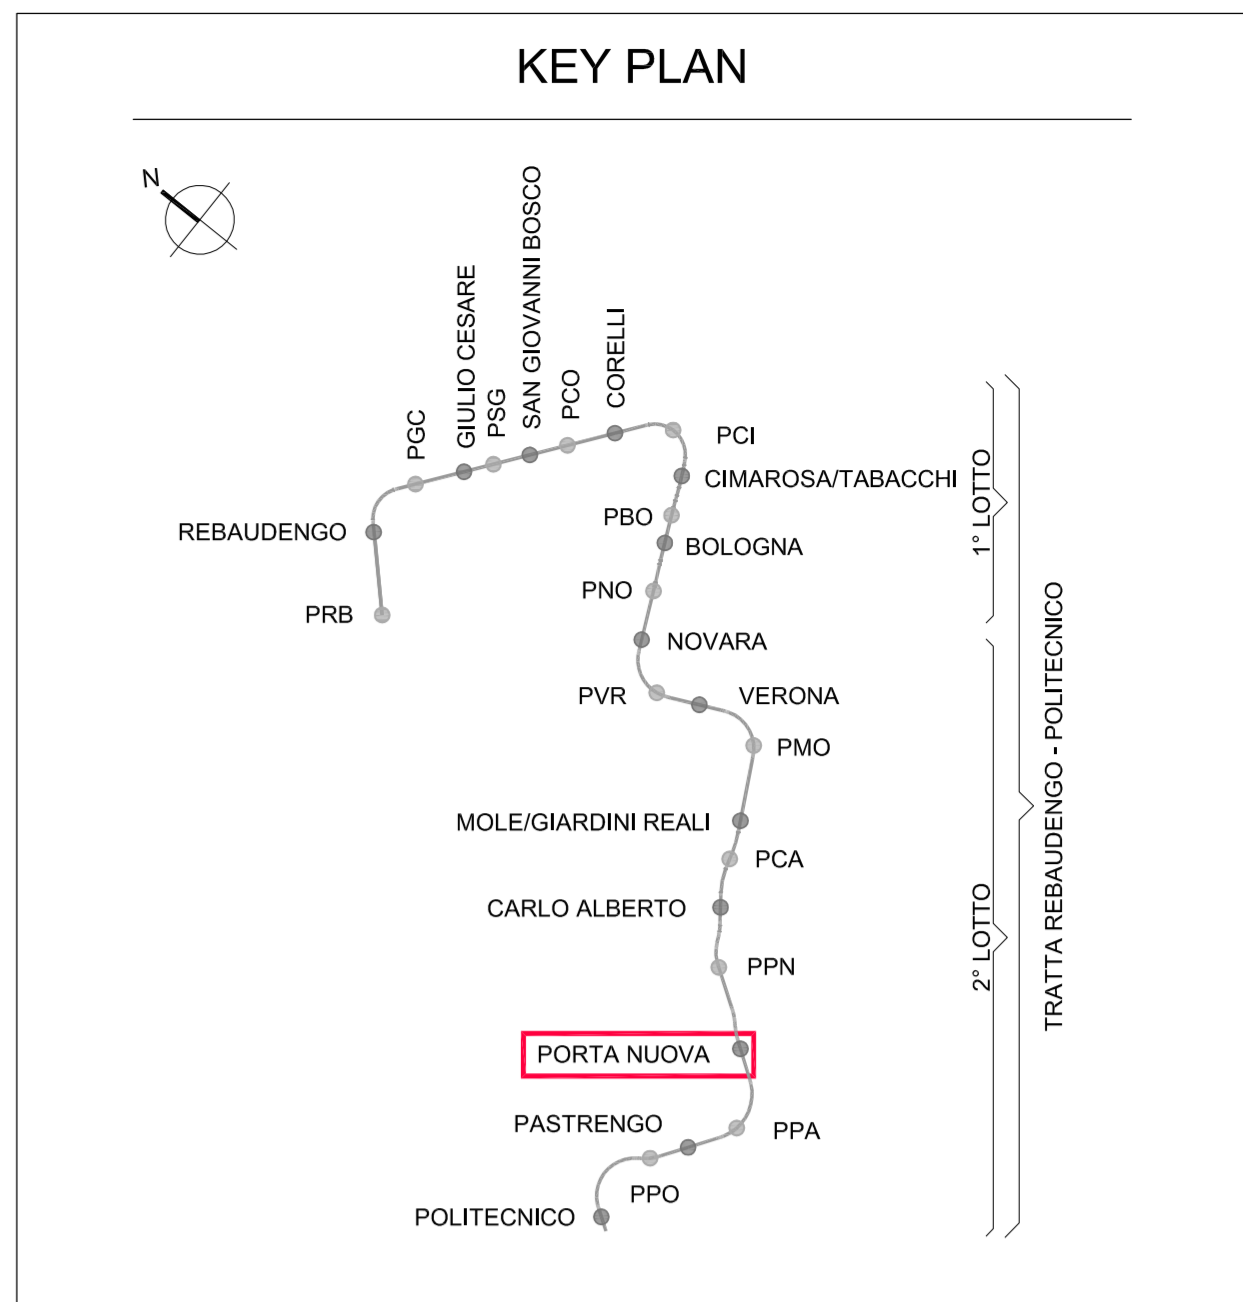 KEY PLAN
N
PGC
GIULIO CESARE
PSG
SAN GIOVANNI BOSCO
PCO
CORELLI
PCI
CIMAROSA/TABACCHI
REBAUDENGO
PBO
BOLOGNA
PNO
PRB
NOVARA
PVR
VERONA
PMO
MOLE/GIARDINI REALI
PCA
CARLO ALBERTO
PPN
PORTA NUOVA
PASTRENGO
PPA
PPO
POLITECNICO
1° LOTTO
2° LOTTO
TRATTA REBAUDENGO - POLITECNICO